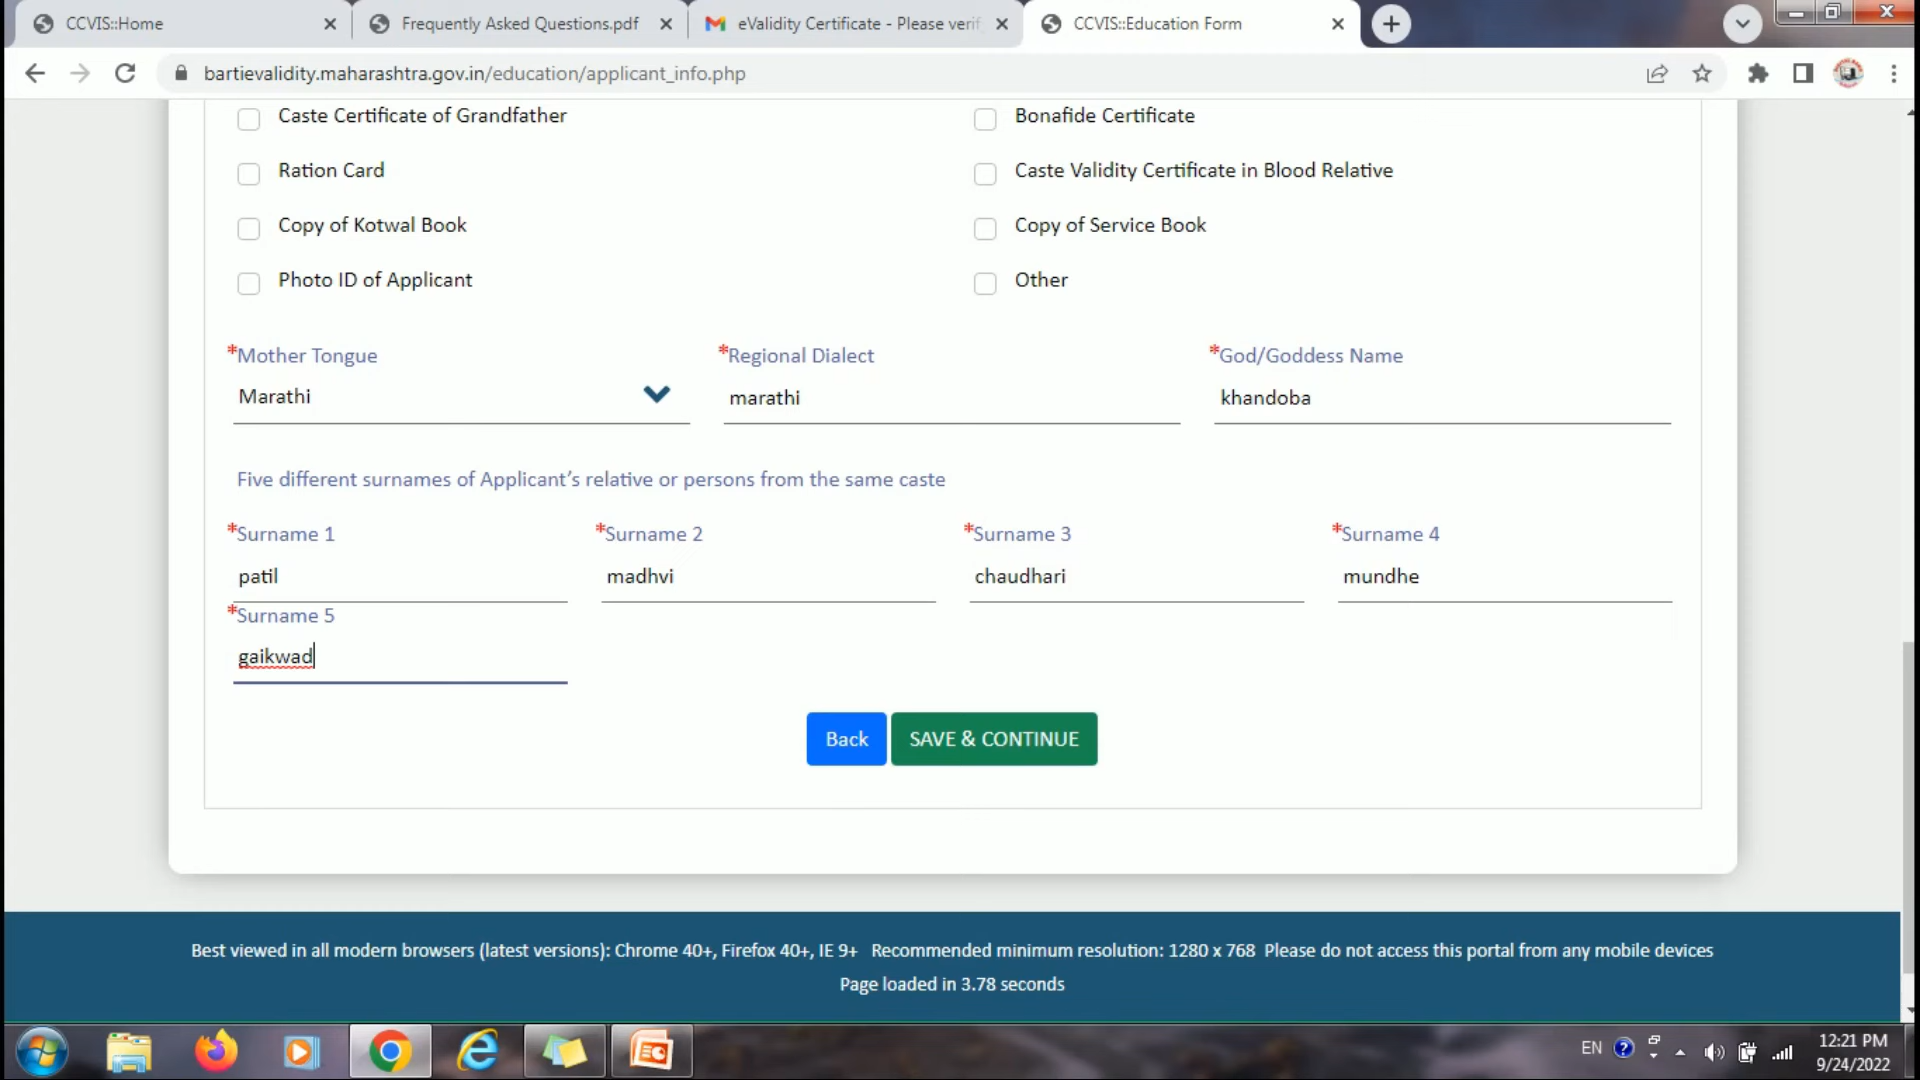 CCVIS::Home
Frequently Asked Questions.pdf
eValidity Certificate - Please verif
CCVIS::Education Form
bartievalidity.maharashtra.gov.in/education/applicant_info.php
Caste Certificate of Grandfather
Bonafide Certificate
Ration Card
Caste Validity Certificate in Blood Relative
Copy of Kotwal Book
Copy of Service Book
Photo ID of Applicant
Other
*Mother Tongue
*Regional Dialect
*God/Goddess Name
Marathi
marathi
khandoba
Five different surnames of Applicant’s relative or persons from the same caste
*Surname 1
*Surname 2
*Surname 3
*Surname 4
patil
madhvi
chaudhari
mundhe
*Surname 5
gaikwad
Back
SAVE & CONTINUE
Best viewed in all modern browsers (latest versions): Chrome 40+, Firefox 40+, IE 9+ Recommended minimum resolution: 1280 x 768 Please do not access this portal from any mobile devices
Page loaded in 3.78 seconds
EN
12:21 PM
9/24/2022